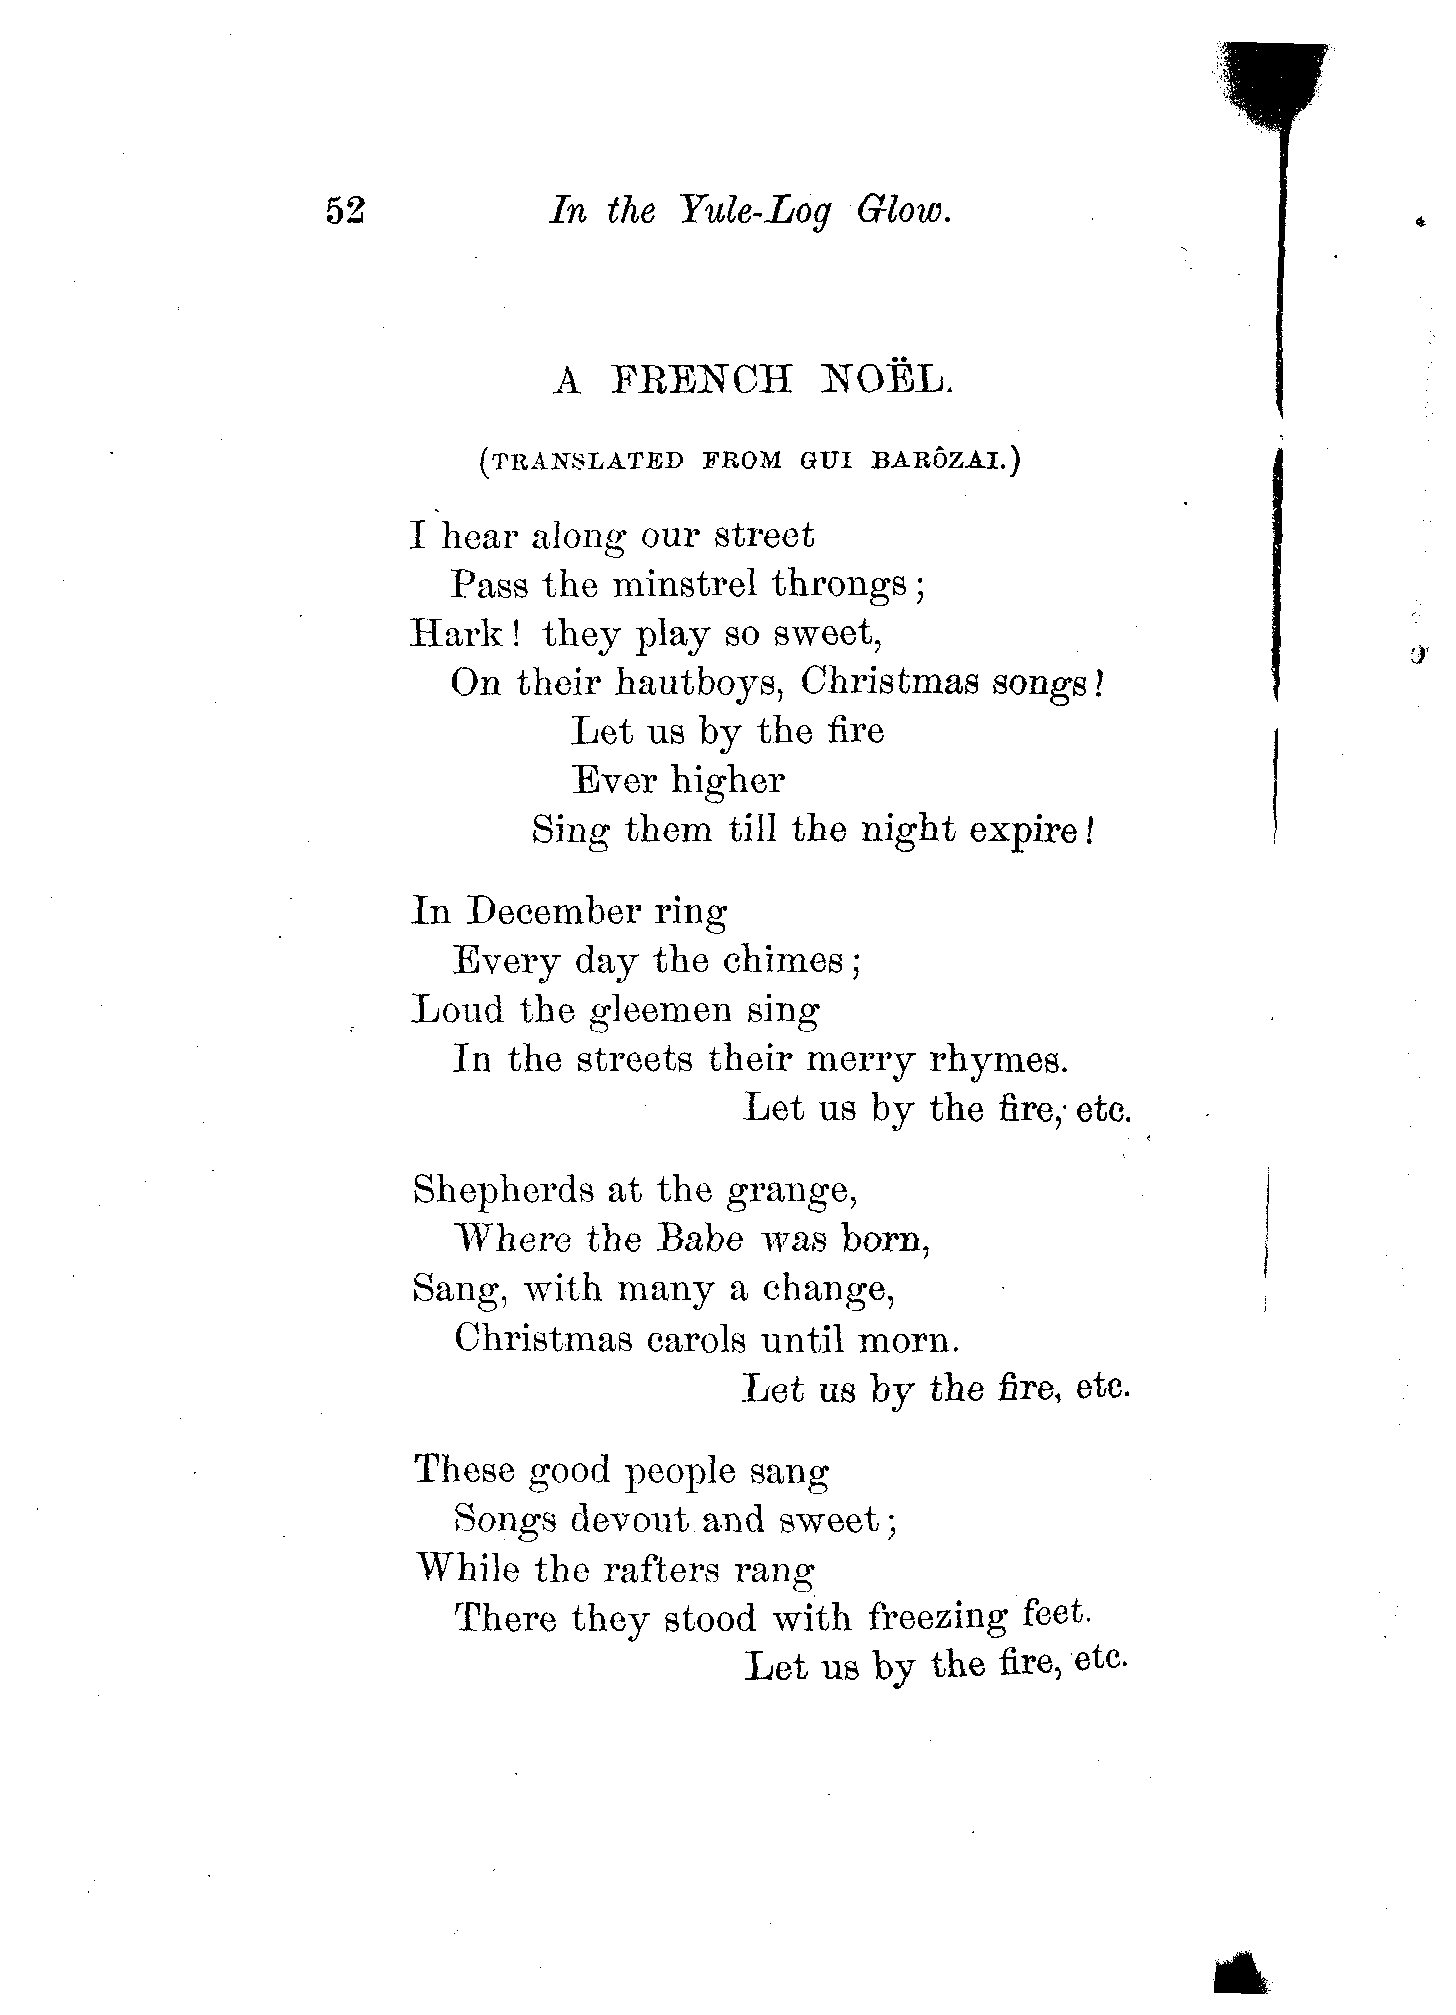 52 In the Yule-Log Glow.
A FRENCH NOËL.
(TRANSLATED FROM GUI BARÔZAI.)
I hear along our street
Pass the minstrel throngs;
Hark! they play so sweet,
On their hautboys, Christmas songs!
Let us by the fire
Ever higher
Sing them till the night expire!
In December ring
Every day the chimes;
Loud the gleemen sing
In the streets their merry rhymes.
Let us by the fire, etc.
Shepherds at the grange,
Where the Babe was born,
Sang, with many a change,
Christmas carols until morn.
Let us by the fire, etc.
These good people sang
Songs devout and sweet;
While the rafters rang
There they stood with freezing feet.
Let us by the fire, etc.